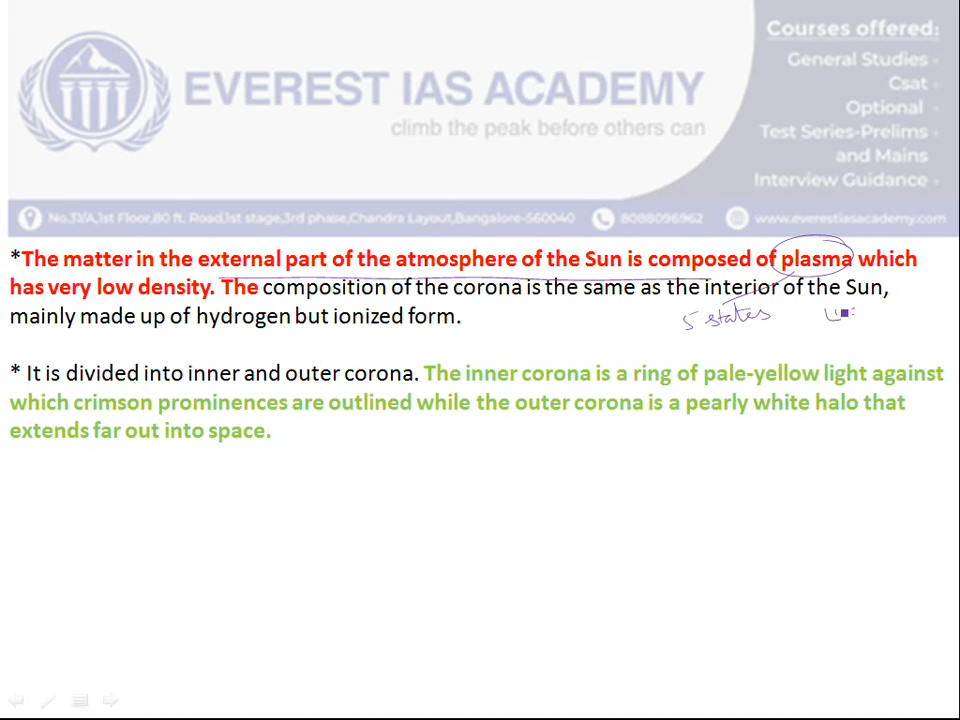 Courses offered:
General Studies
Csat
Optional
Test Series-Prelims
and Mains
Interview Guidance
EVEREST IAS ACADEMY
climb the peak before others can
No.31/A,1st Floor,80 ft. Road,1st stage,3rd phase,Chandra Layout,Bangalore-560040
8088096962
www.everestiasacademy.com
*The matter in the external part of the atmosphere of the Sun is composed of plasma which
has very low density. The composition of the corona is the same as the interior of the Sun,
mainly made up of hydrogen but ionized form.
5 states
* It is divided into inner and outer corona. The inner corona is a ring of pale-yellow light against
which crimson prominences are outlined while the outer corona is a pearly white halo that
extends far out into space.